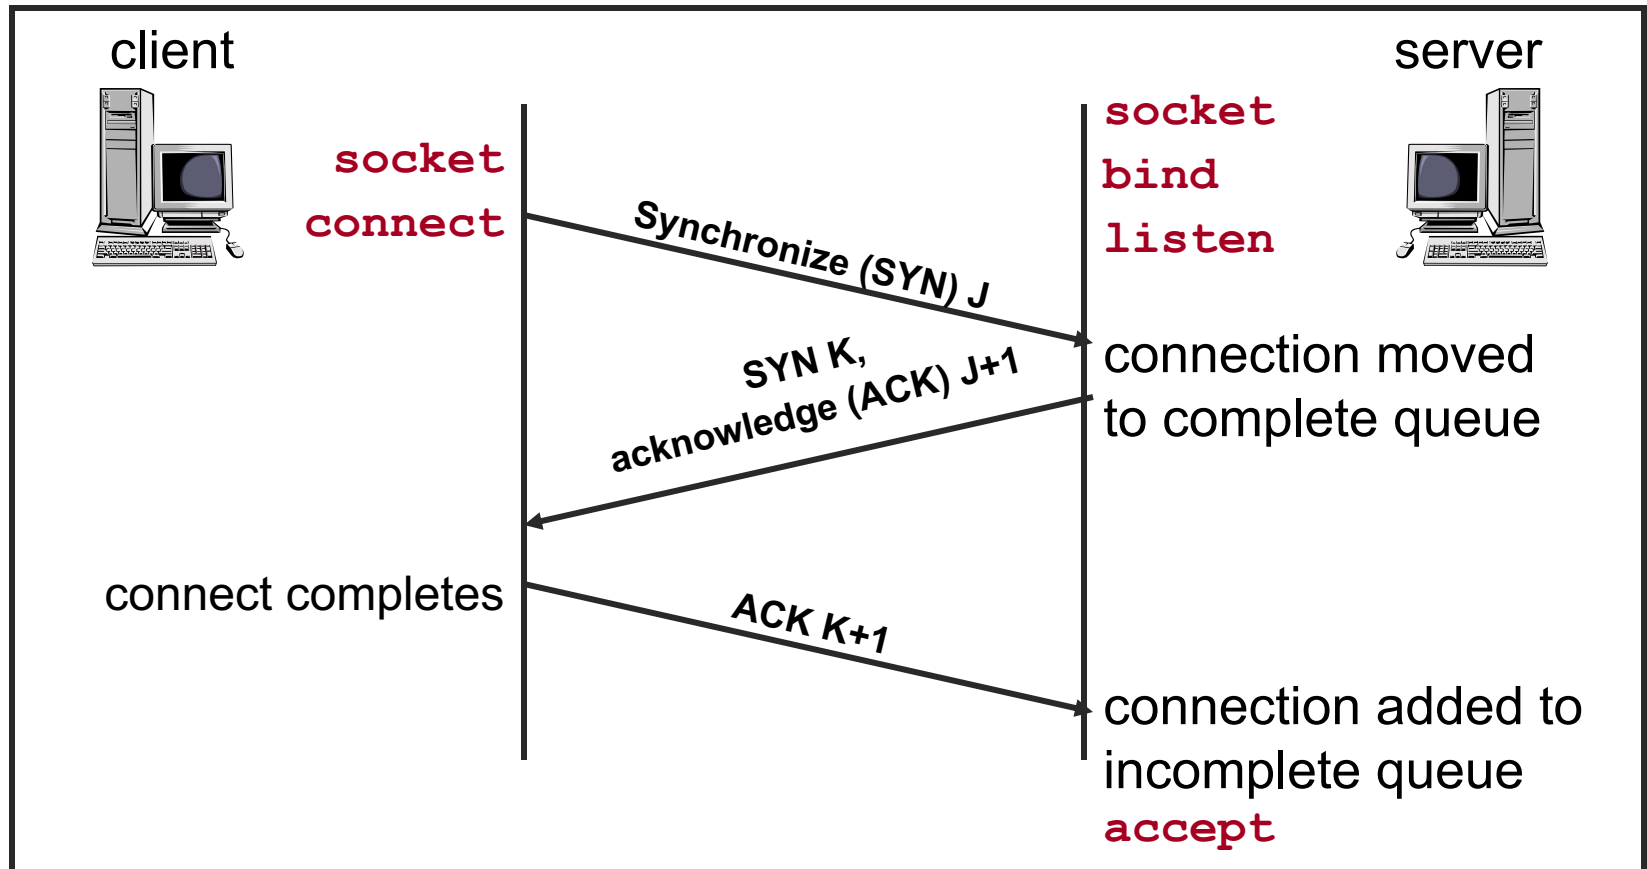 client
server
socket
connect
socket
bind
listen
Synchronize (SYN) J
SYN K,
acknowledge (ACK) J+1
connection moved
to complete queue
connect completes
ACK K+1
connection added to
incomplete queue
accept